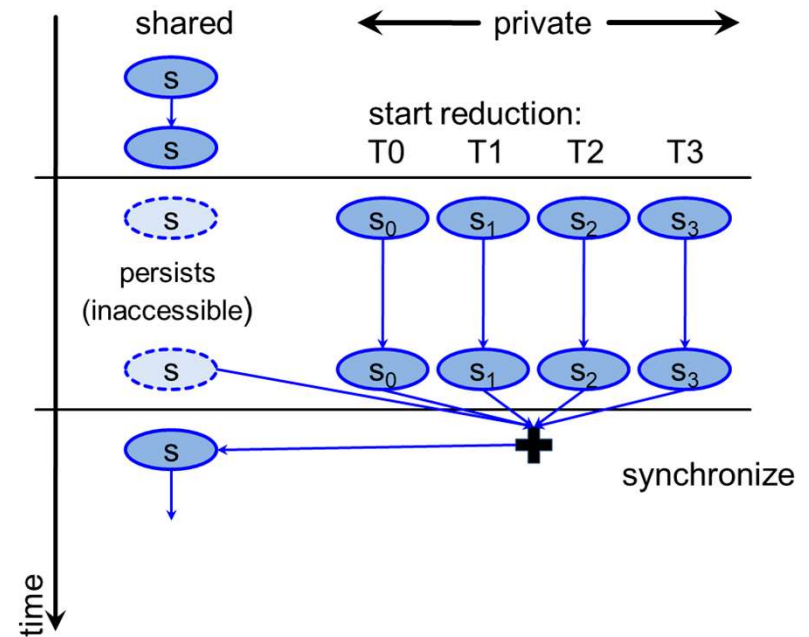 shared private
s
s
start reduction:
T0 T1 T2 T3
s s₀ s₁ s₂ s₃
persists
(inaccessible)
s s₀ s₁ s₂ s₃
s
synchronize
time